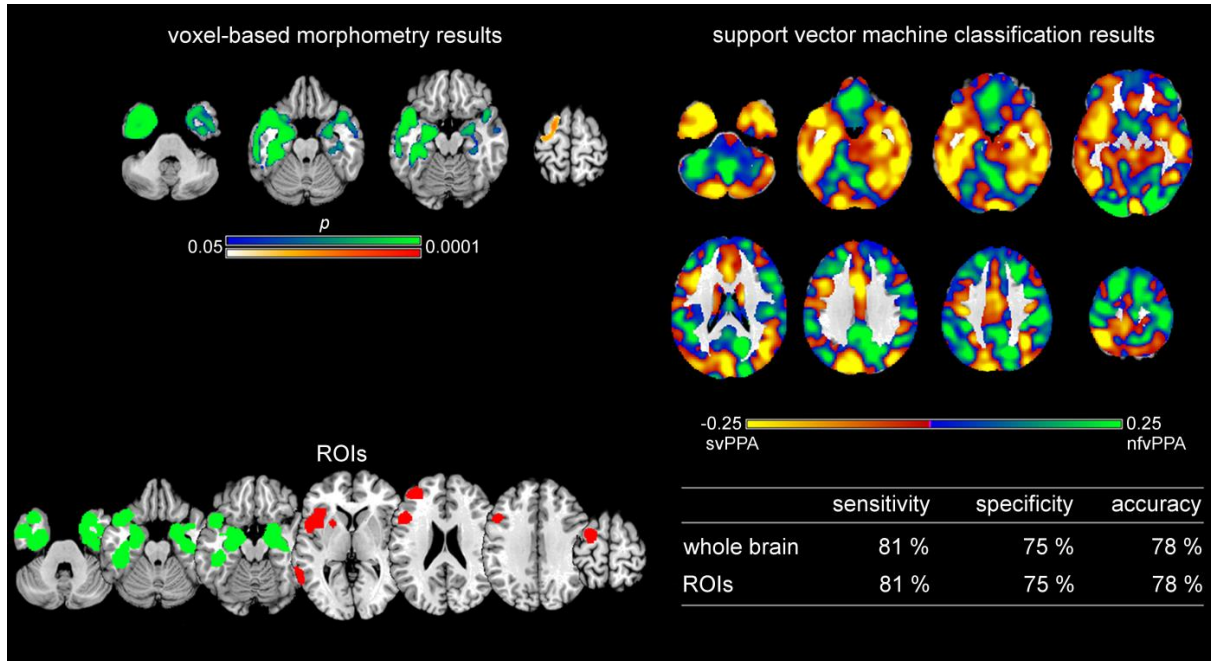 voxel-based morphometry results
p
0.05 0.0001
ROIs
support vector machine classification results
-0.25 0.25
svPPA nfvPPA
sensitivity specificity accuracy
whole brain 81 % 75 % 78 %
ROIs 81 % 75 % 78 %